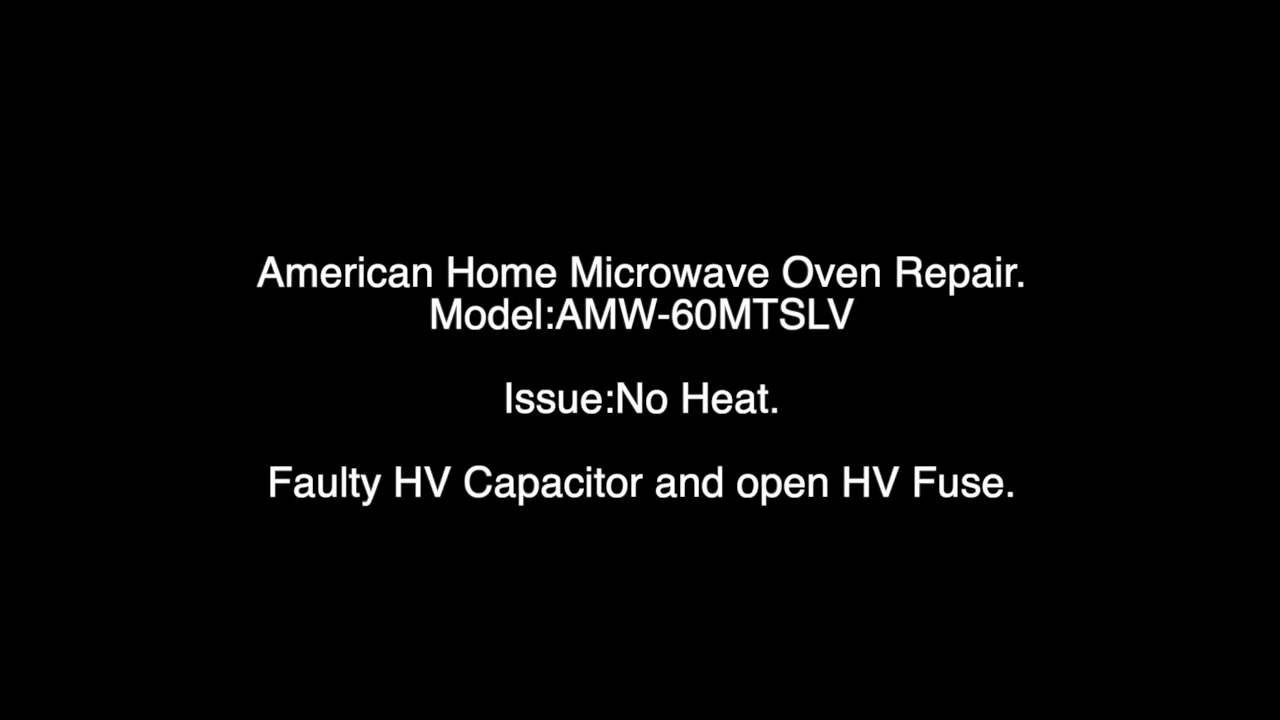 American Home Microwave Oven Repair.
Model:AMW-60MTSLV
Issue:No Heat.
Faulty HV Capacitor and open HV Fuse.